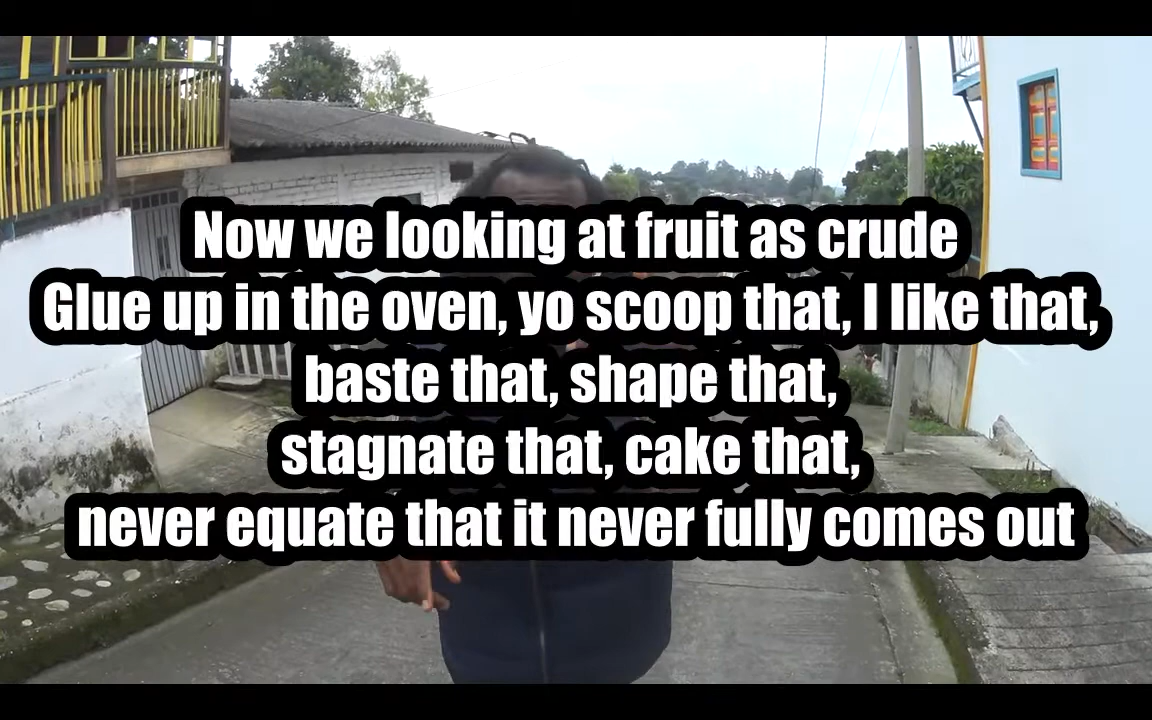 Now we looking at fruit as crude
Glue up in the oven, yo scoop that, I like that,
baste that, shape that,
stagnate that, cake that,
never equate that it never fully comes out